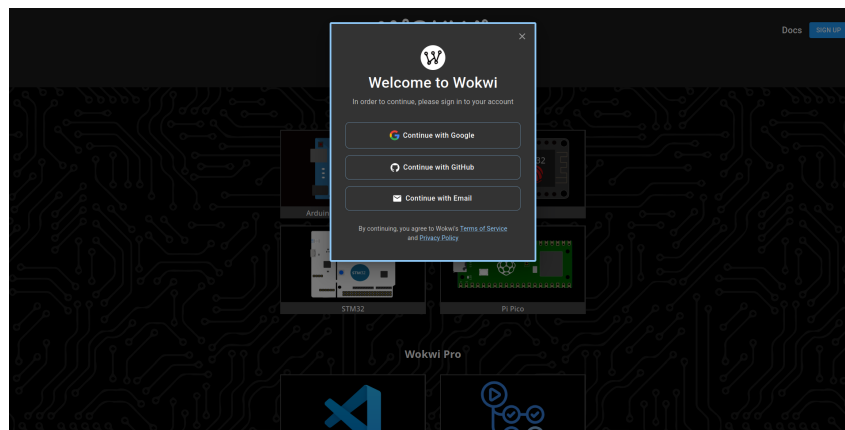 Docs
SIGN UP
Welcome to Wokwi
In order to continue, please sign in to your account
Continue with Google
Continue with GitHub
Continue with Email
By continuing, you agree to Wokwi's Terms of Service
and Privacy Policy
32
STM32
Pi Pico
Wokwi Pro